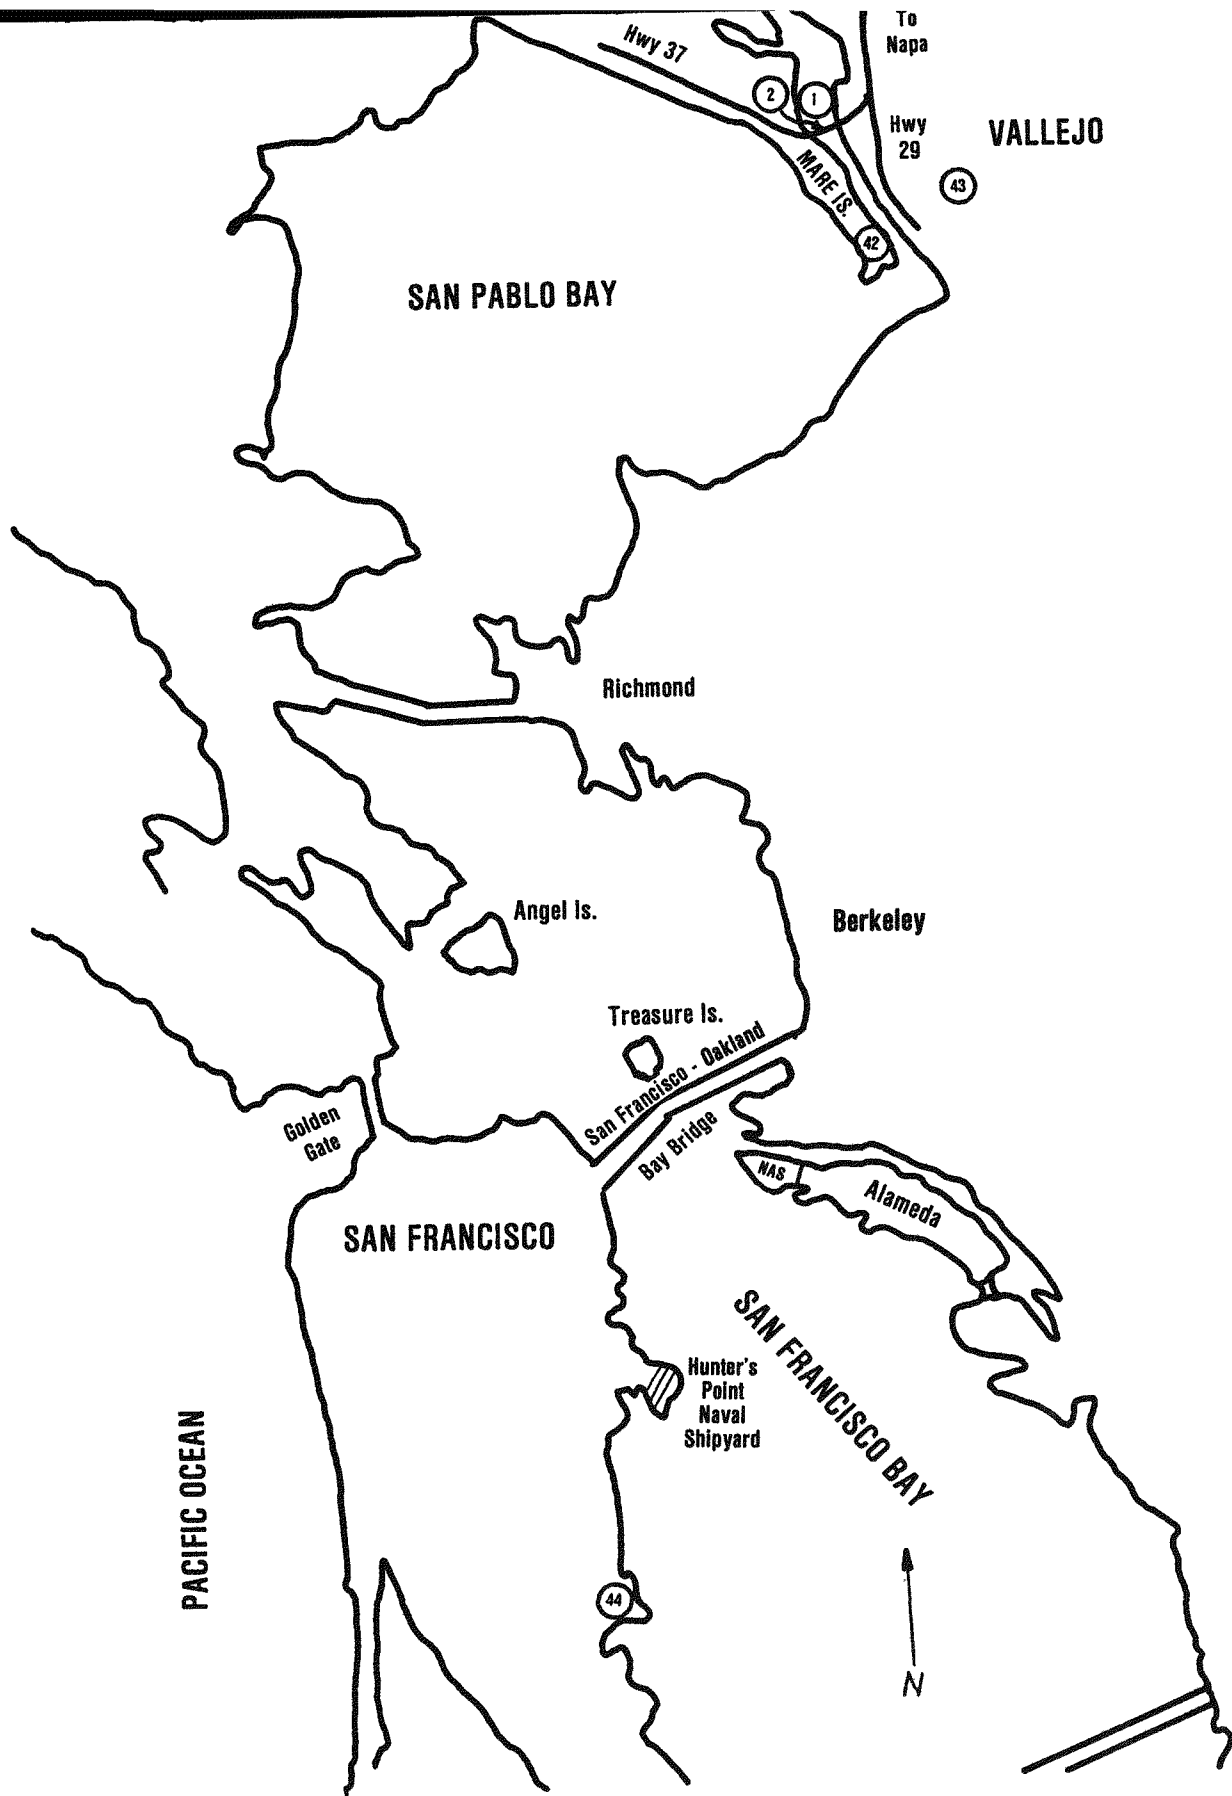 To
Napa
Hwy 37
2
1
Hwy
29
VALLEJO
43
MARE IS.
42
SAN PABLO BAY
Richmond
Angel Is.
Berkeley
Treasure Is.
San Francisco - Oakland
Bay Bridge
Golden
Gate
NAS
Alameda
SAN FRANCISCO
SAN FRANCISCO BAY
Hunter's
Point
Naval
Shipyard
PACIFIC OCEAN
44
N